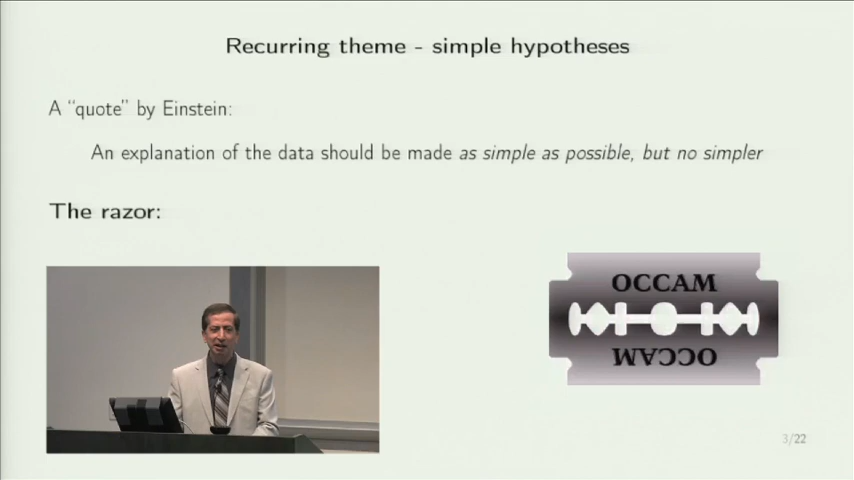 Recurring theme - simple hypotheses
A “quote” by Einstein:
An explanation of the data should be made as simple as possible, but no simpler
The razor:
OCCAM
OCCAM
3/22